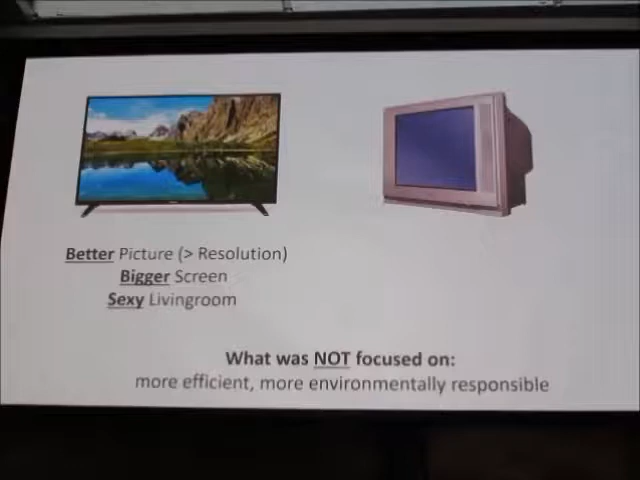 Better Picture (> Resolution)
Bigger Screen
Sexy Livingroom
What was NOT focused on:
more efficient, more environmentally responsible